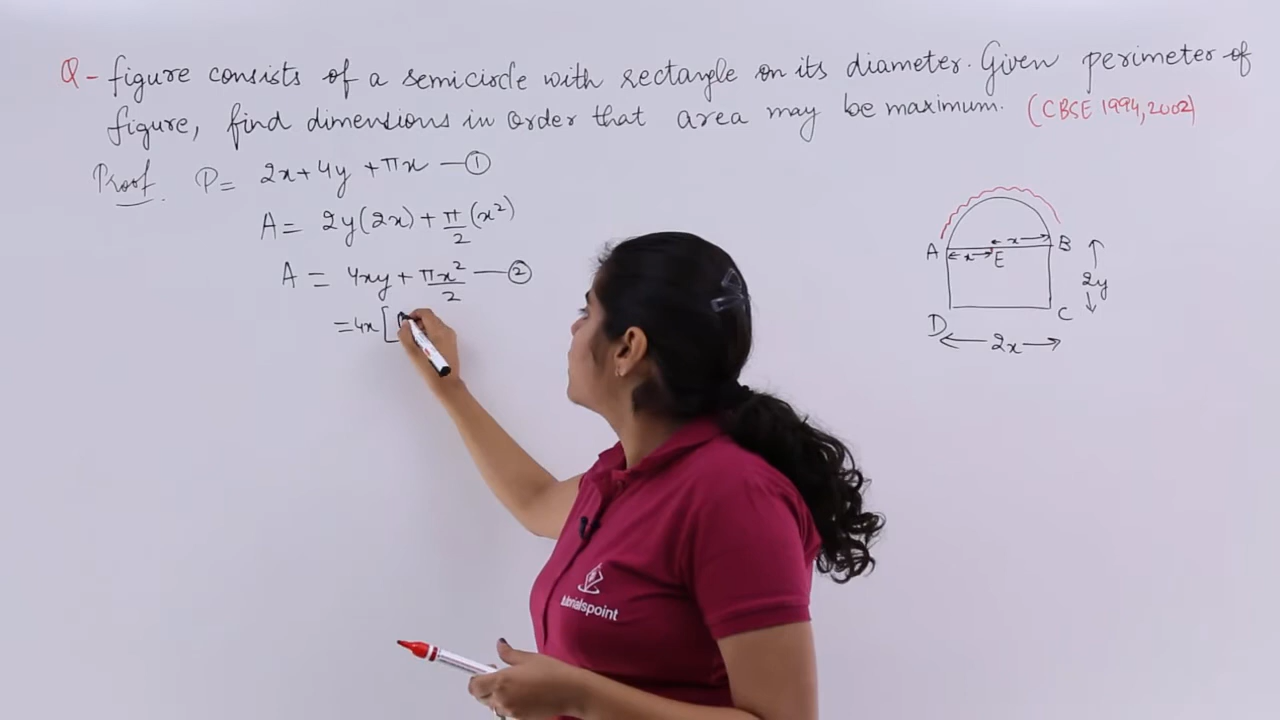 Q- figure consists of a semicircle with rectangle on its diameter. Given perimeter of
figure, find dimensions in order that area may be maximum. (CBSE 1994,2002)
Proof. P = 2x+4y+πx —①
A = 2y(2x)+π/2(x²)
A = 4xy+πx²/2 —②
=4x[
A x E x B
2y
D C
2x
tutorialspoint